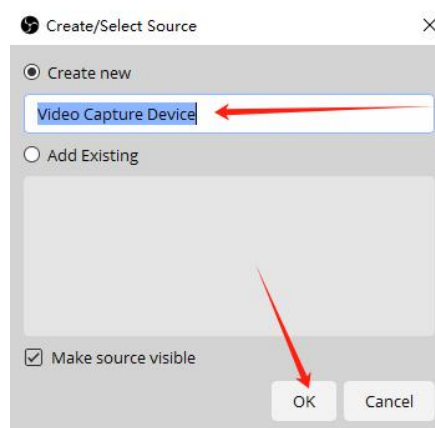 Create/Select Source
Create new
Video Capture Device
Add Existing
Make source visible
OK Cancel